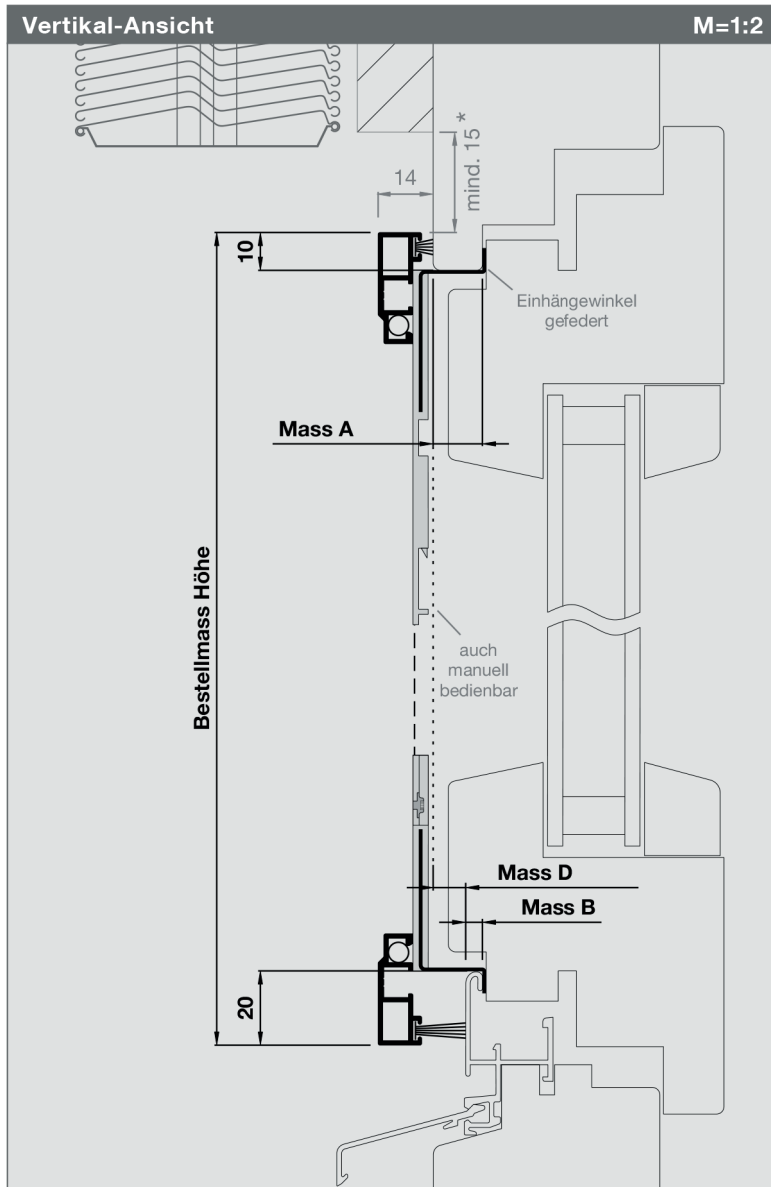 Vertikal-Ansicht M=1:2
mind. 15*
14
10
Einhängewinkel
gefedert
Mass A
Bestellmass Höhe
auch
manuell
bedienbar
Mass D
Mass B
20